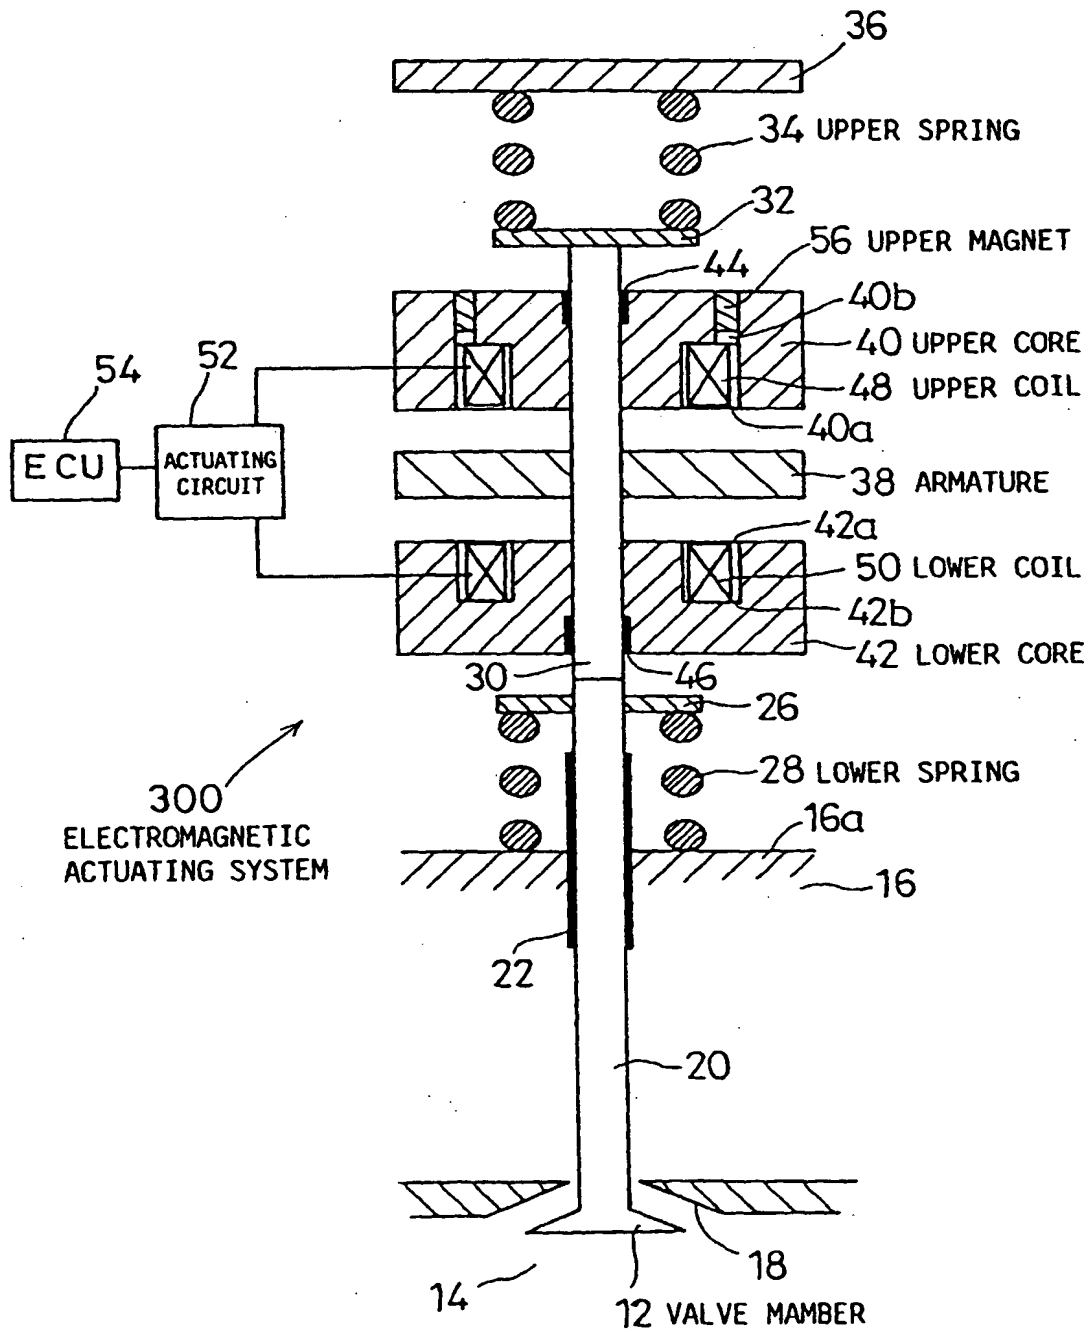 36
34 UPPER SPRING
32
56 UPPER MAGNET
44
40b
40 UPPER CORE
48 UPPER COIL
40a
54
52
ECU
ACTUATING
CIRCUIT
38 ARMATURE
42a
50 LOWER COIL
42b
42 LOWER CORE
30
46
26
28 LOWER SPRING
300
ELECTROMAGNETIC
ACTUATING SYSTEM
16a
16
22
20
18
14
12 VALVE MAMBER